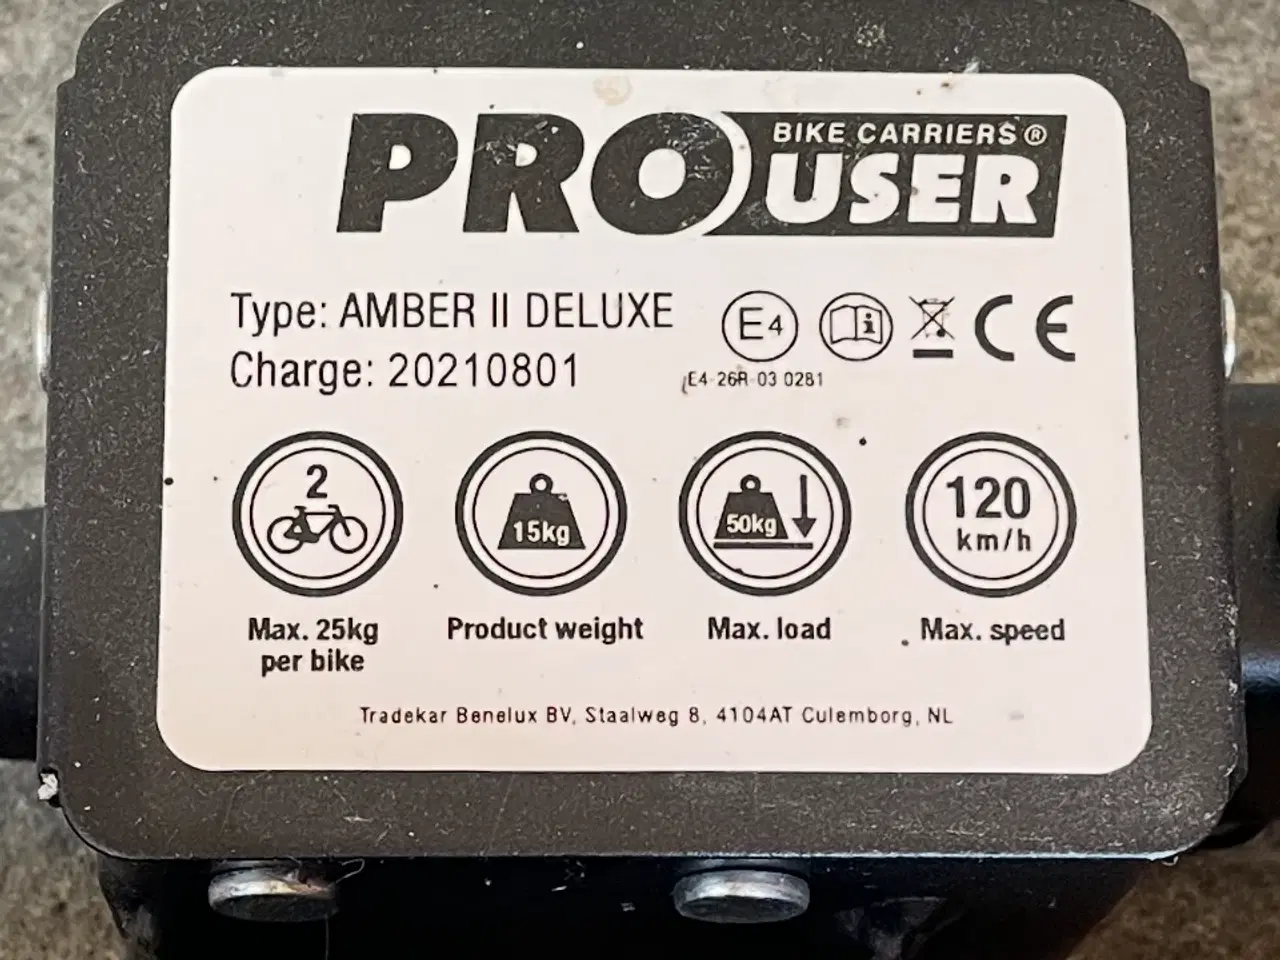 PRO USER BIKE CARRIERS®
Type: AMBER II DELUXE
Charge: 20210801
E4
i
CE
E4-26R-03 0281
2
15kg
50kg
120
km/h
Max. 25kg
per bike
Product weight
Max. load
Max. speed
Tradekar Benelux BV, Staalweg 8, 4104AT Culemborg, NL